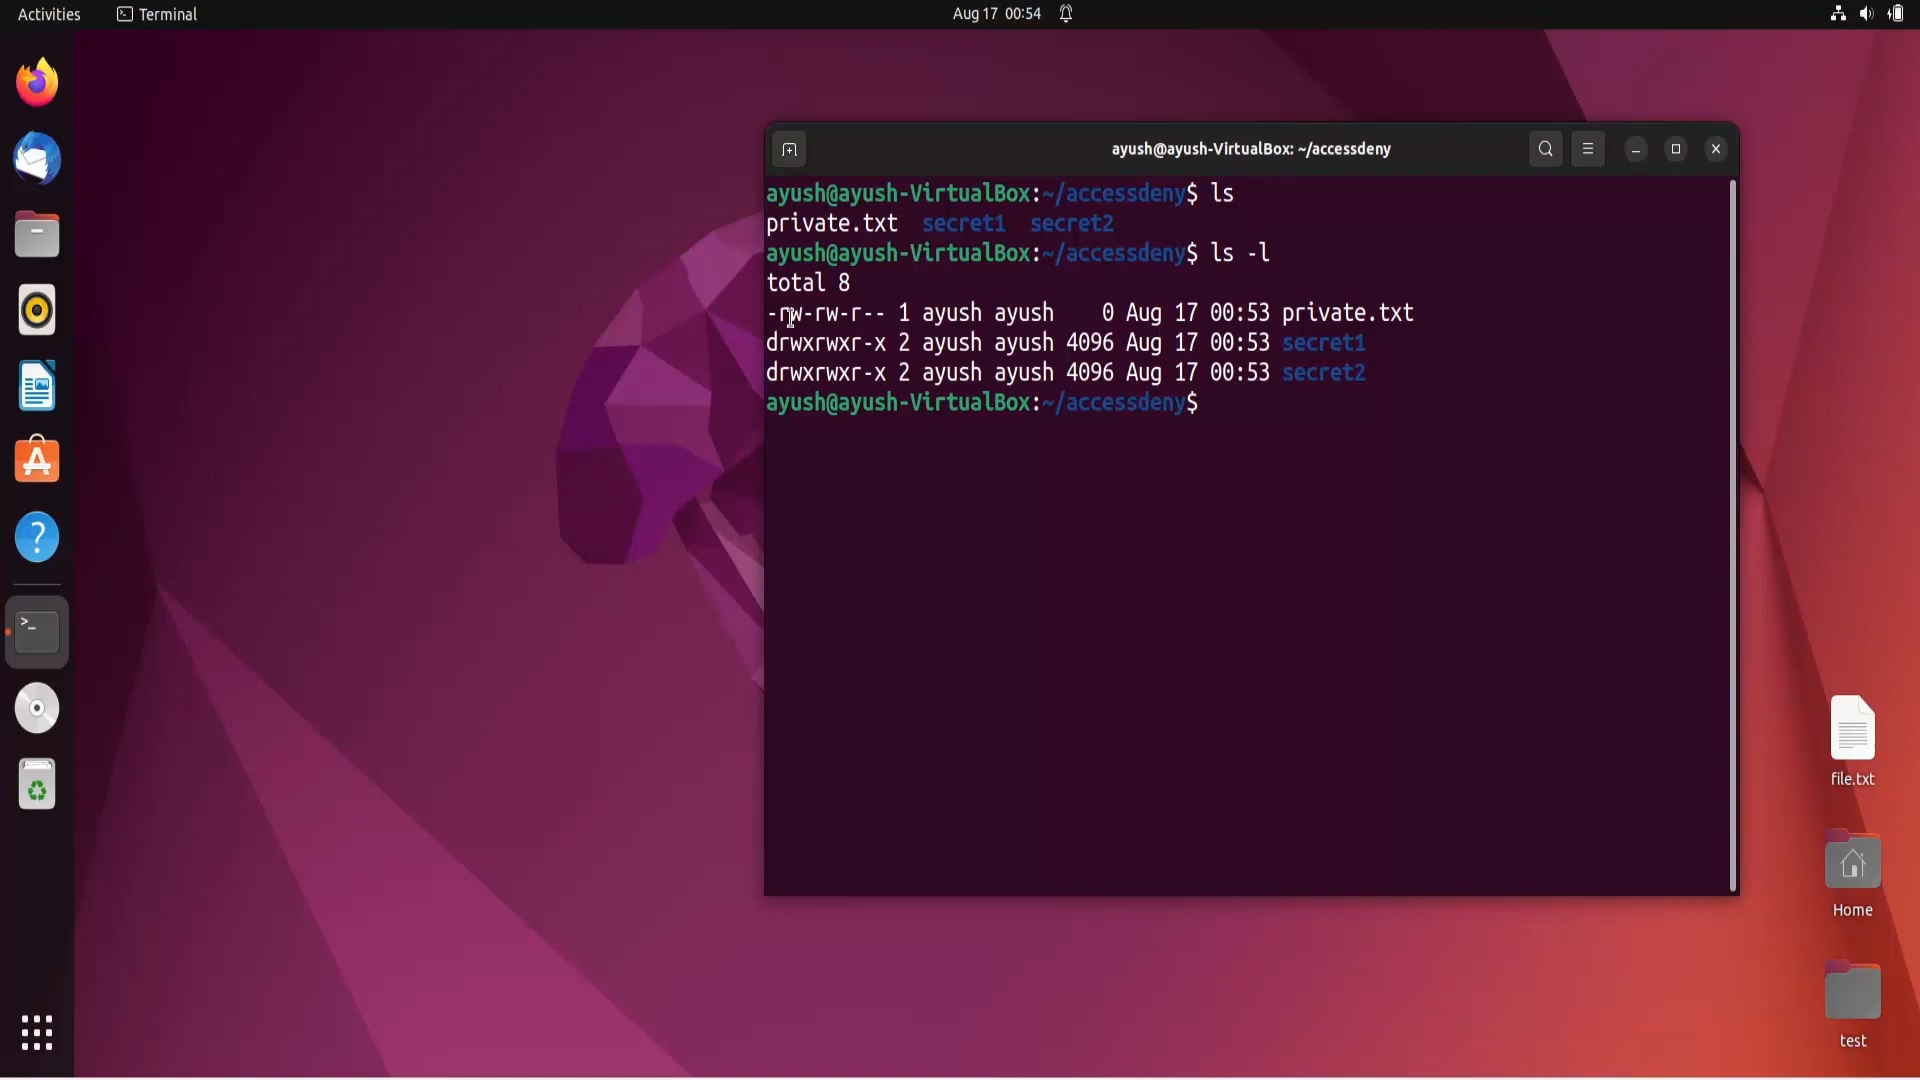 Activities Terminal Aug 17 00:54
ayush@ayush-VirtualBox: ~/accessdeny
ayush@ayush-VirtualBox:~/accessdeny$ ls
private.txt secret1 secret2
ayush@ayush-VirtualBox:~/accessdeny$ ls -l
total 8
-rw-rw-r-- 1 ayush ayush    0 Aug 17 00:53 private.txt
drwxrwxr-x 2 ayush ayush 4096 Aug 17 00:53 secret1
drwxrwxr-x 2 ayush ayush 4096 Aug 17 00:53 secret2
ayush@ayush-VirtualBox:~/accessdeny$
file.txt
Home
test